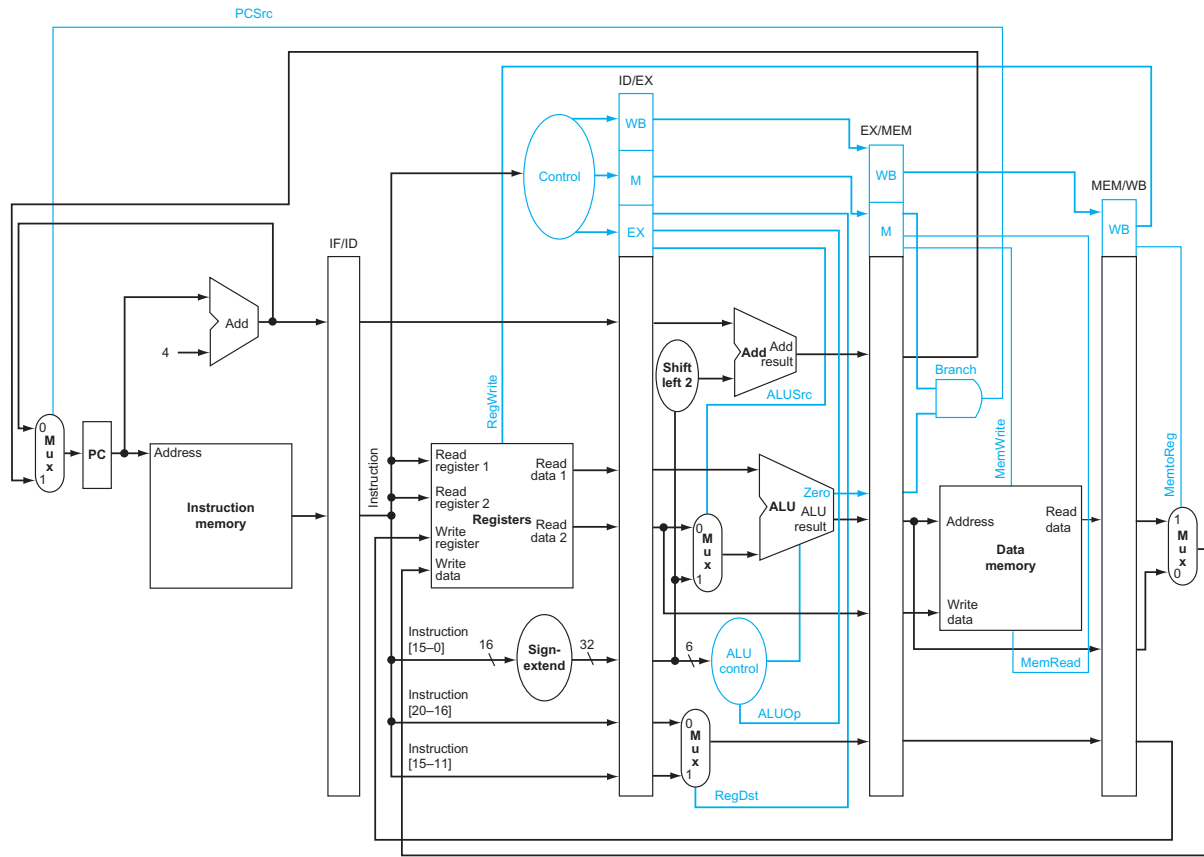 PCSrc
ID/EX
WB
EX/MEM
Control
M
WB
MEM/WB
EX
M
WB
IF/ID
Add
4
Add
Add
result
Shift
left 2
Branch
ALUSrc
RegWrite
MemWrite
MemtoReg
0
M
u
x
1
PC
Address
Instruction
memory
Instruction
Read
register 1
Read
data 1
Read
register 2
Registers
Read
data 2
Write
register
Write
data
0
M
u
x
1
Zero
ALU
ALU
result
Address
Read
data
Data
memory
Write
data
1
M
u
x
0
Instruction
[15–0]
16
Sign-
extend
32
6
ALU
control
MemRead
Instruction
[20–16]
ALUOp
0
M
u
x
1
Instruction
[15–11]
RegDst